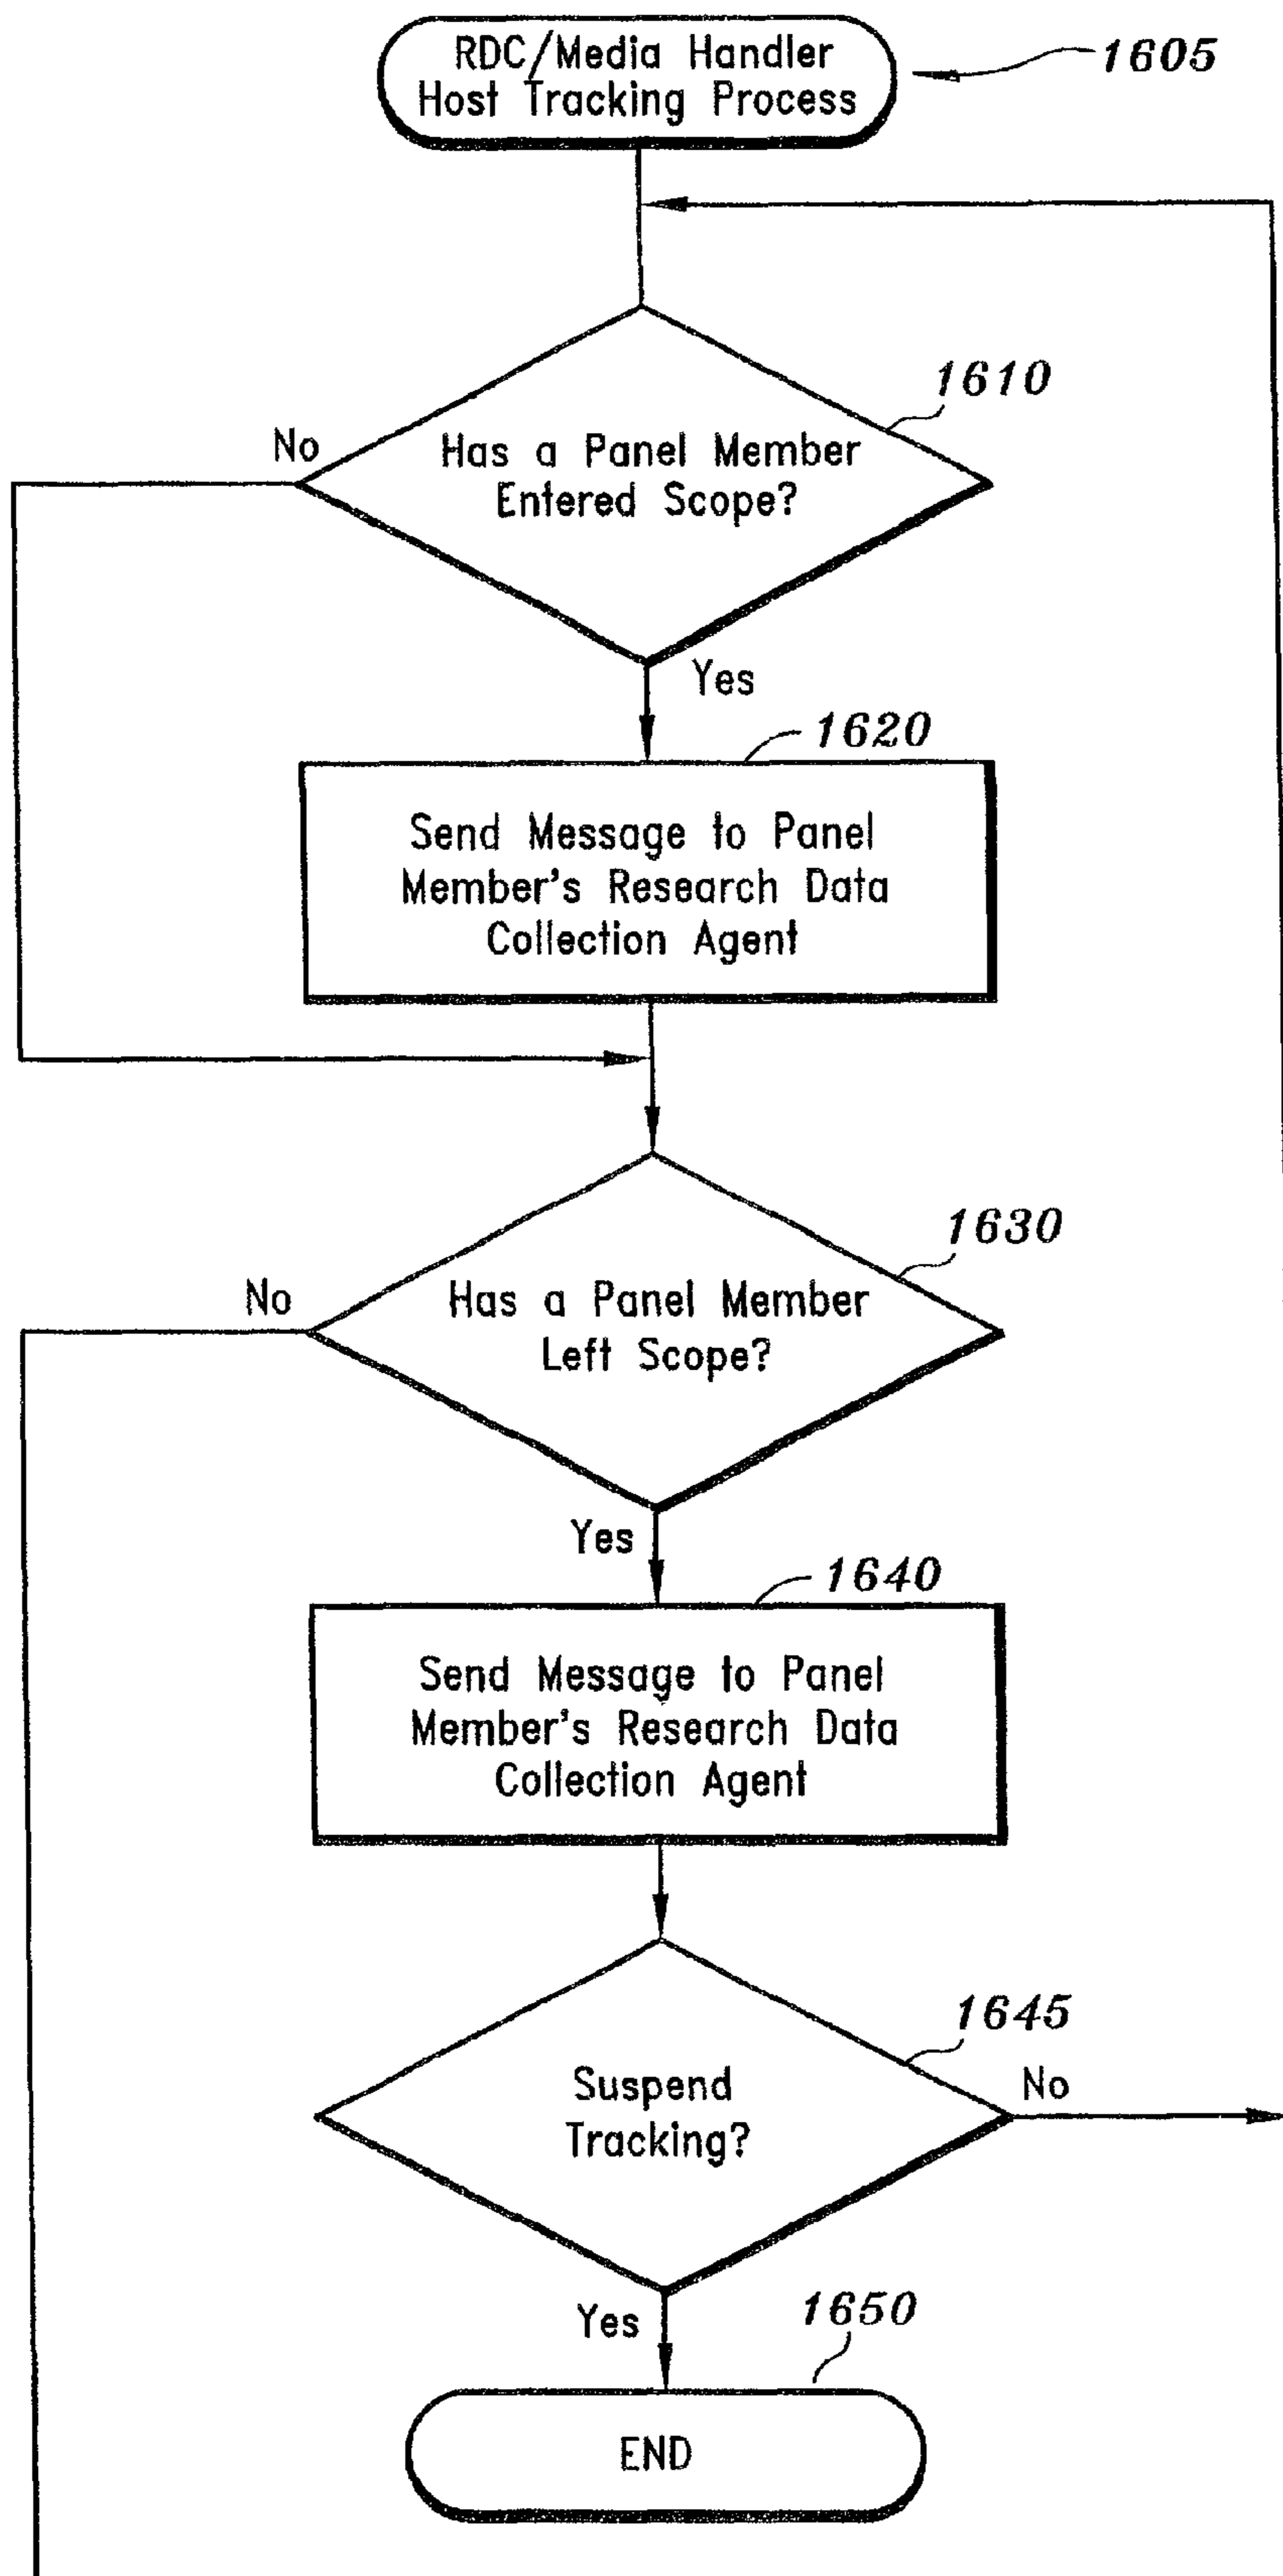 RDC/Media Handler
Host Tracking Process
1605
1610
No
Has a Panel Member
Entered Scope?
Yes
1620
Send Message to Panel
Member's Research Data
Collection Agent
1630
No
Has a Panel Member
Left Scope?
Yes
1640
Send Message to Panel
Member's Research Data
Collection Agent
1645
Suspend
Tracking?
No
Yes
1650
END